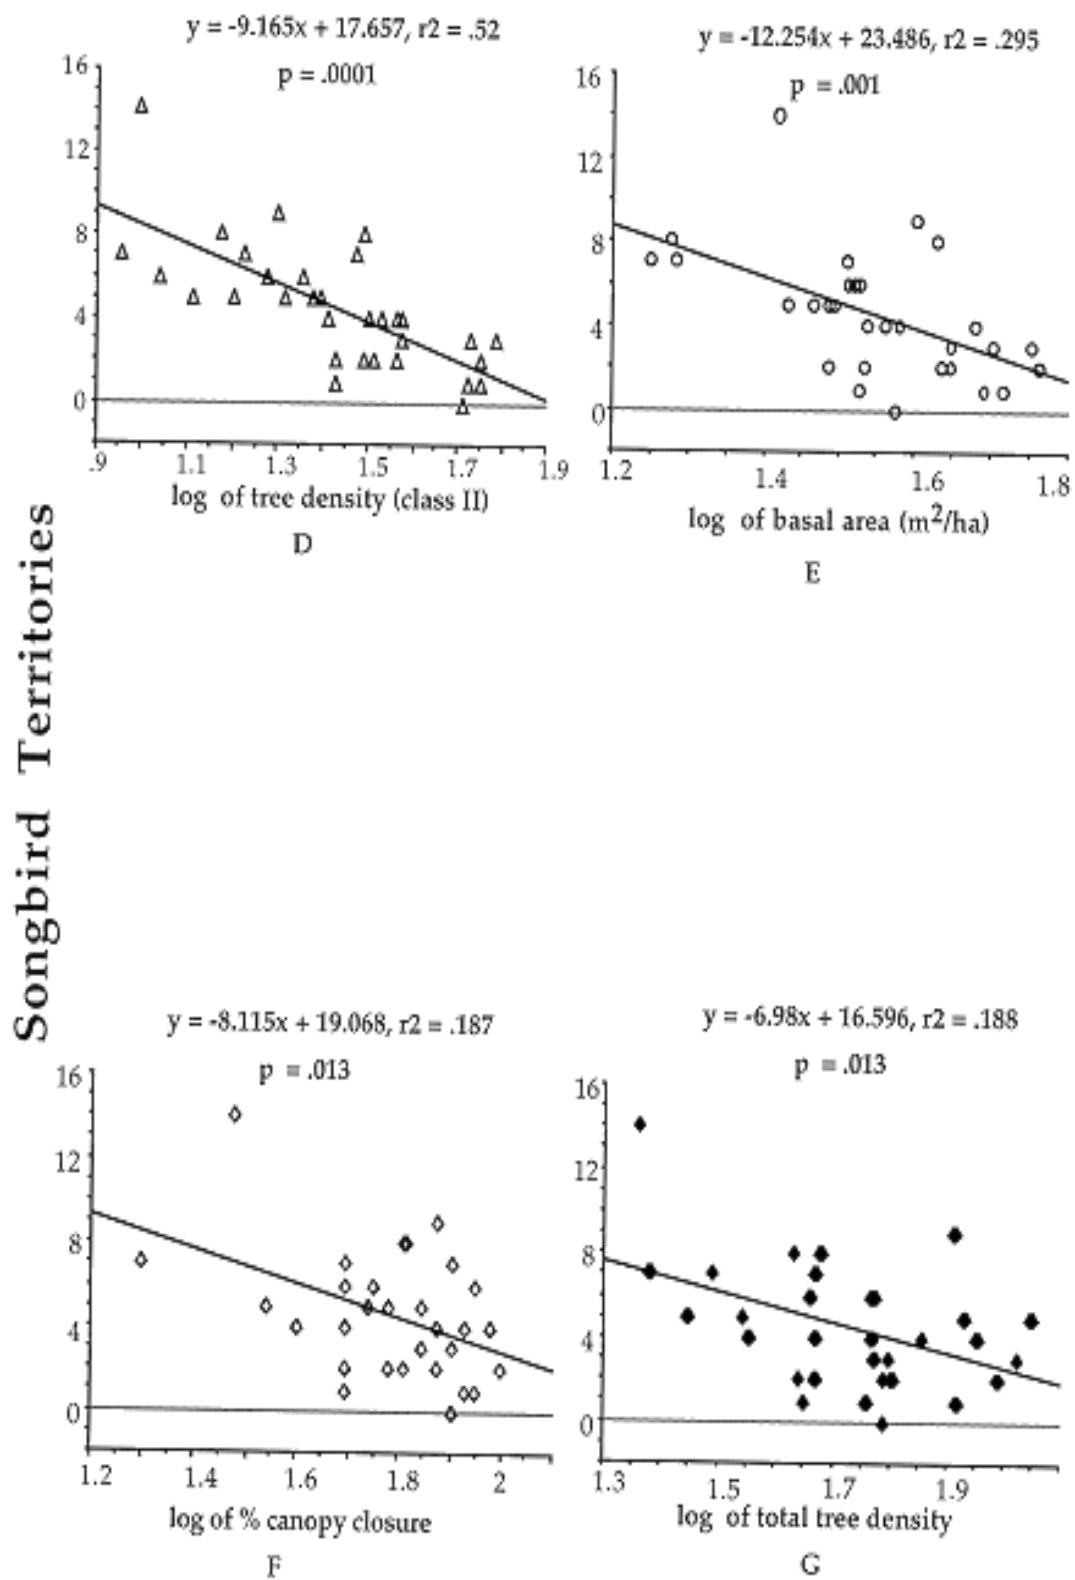 y = -9.165x + 17.657, r2 = .52
p = .0001
16
12
8
4
0
.9 1.1 1.3 1.5 1.7 1.9
log of tree density (class II)
D
y = -12.254x + 23.486, r2 = .295
p = .001
16
12
8
4
0
1.2 1.4 1.6 1.8
log of basal area (m²/ha)
E
Songbird Territories
y = -8.115x + 19.068, r2 = .187
p = .013
16
12
8
4
0
1.2 1.4 1.6 1.8 2
log of % canopy closure
F
y = -6.98x + 16.596, r2 = .188
p = .013
16
12
8
4
0
1.3 1.5 1.7 1.9
log of total tree density
G